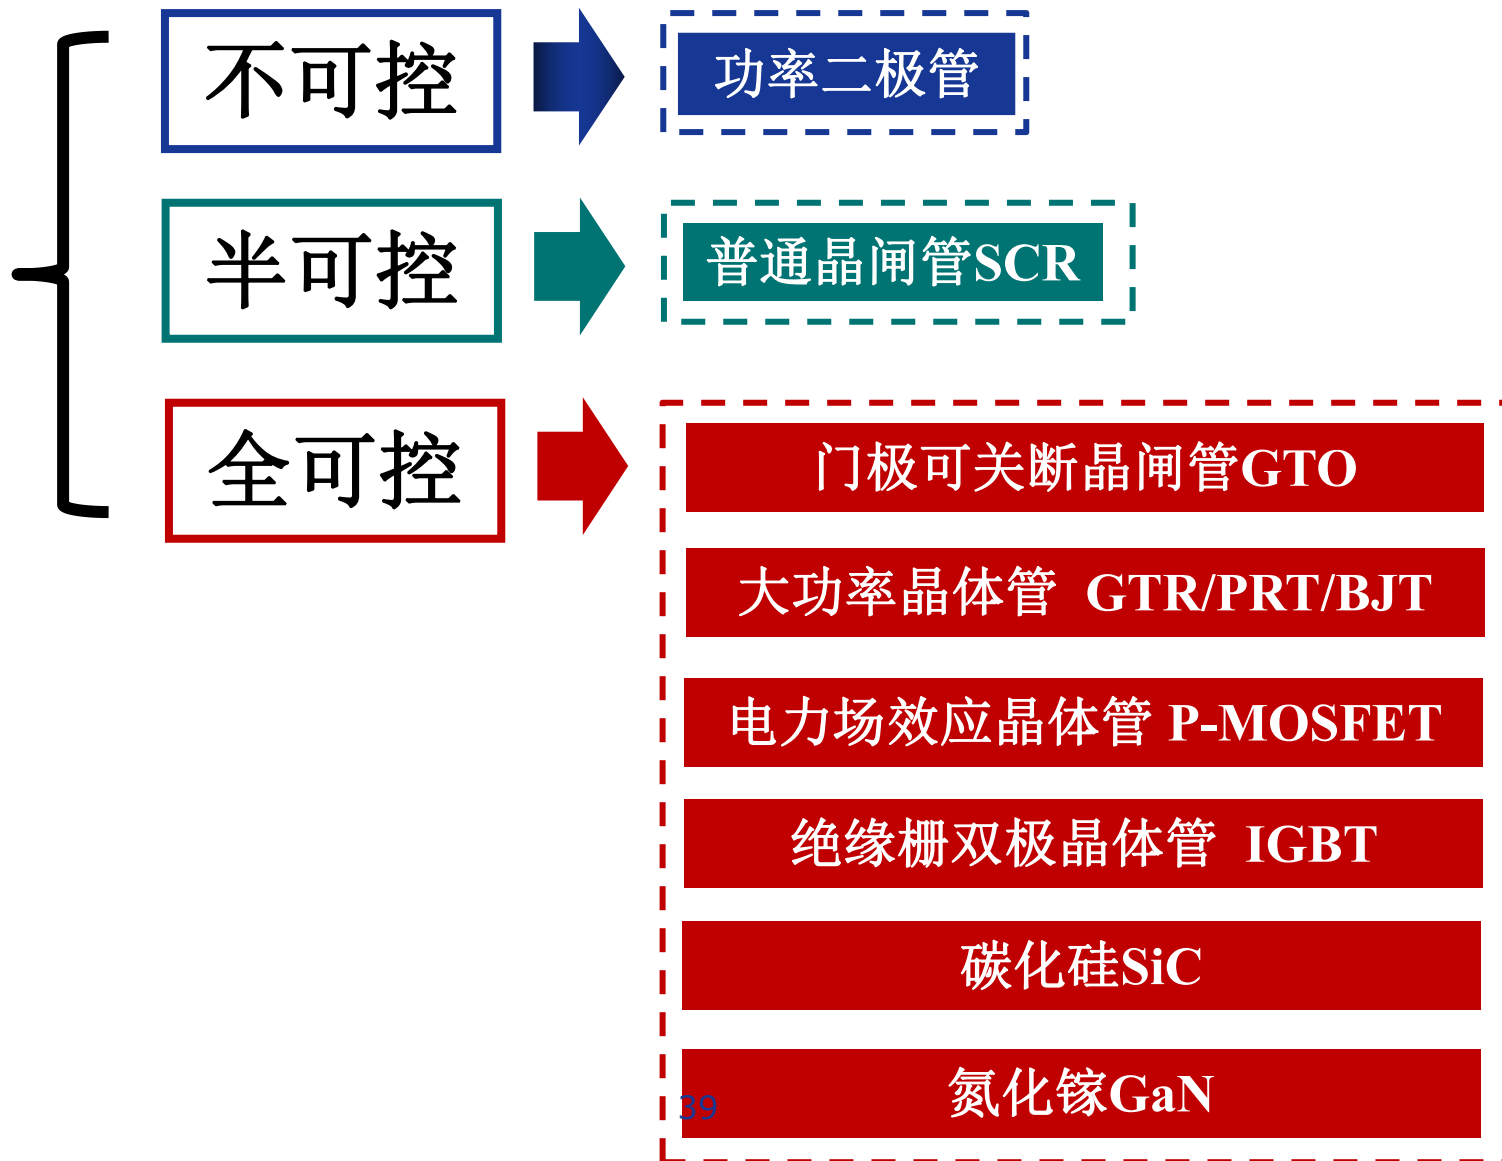 不可控
功率二极管
半可控
普通晶闸管SCR
全可控
门极可关断晶闸管GTO
大功率晶体管 GTR/PRT/BJT
电力场效应晶体管 P-MOSFET
绝缘栅双极晶体管 IGBT
碳化硅SiC
氮化镓GaN
39